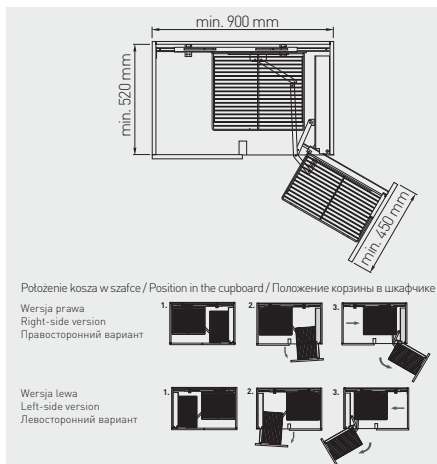 min. 900 mm
min. 520 mm
min. 450 mm
Położenie kosza w szafce / Position in the cupboard / Положение корзины в шкафчике
Wersja prawa
Right-side version
Правосторонний вариант
1.
2.
3.
Wersja lewa
Left-side version
Левосторонний вариант
1.
2.
3.